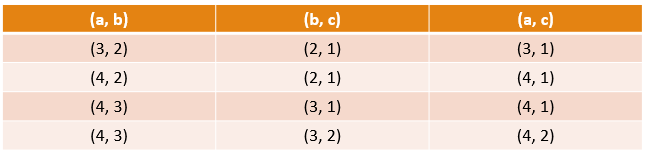 (a, b) (b, c) (a, c)
(3, 2) (2, 1) (3, 1)
(4, 2) (2, 1) (4, 1)
(4, 3) (3, 1) (4, 1)
(4, 3) (3, 2) (4, 2)